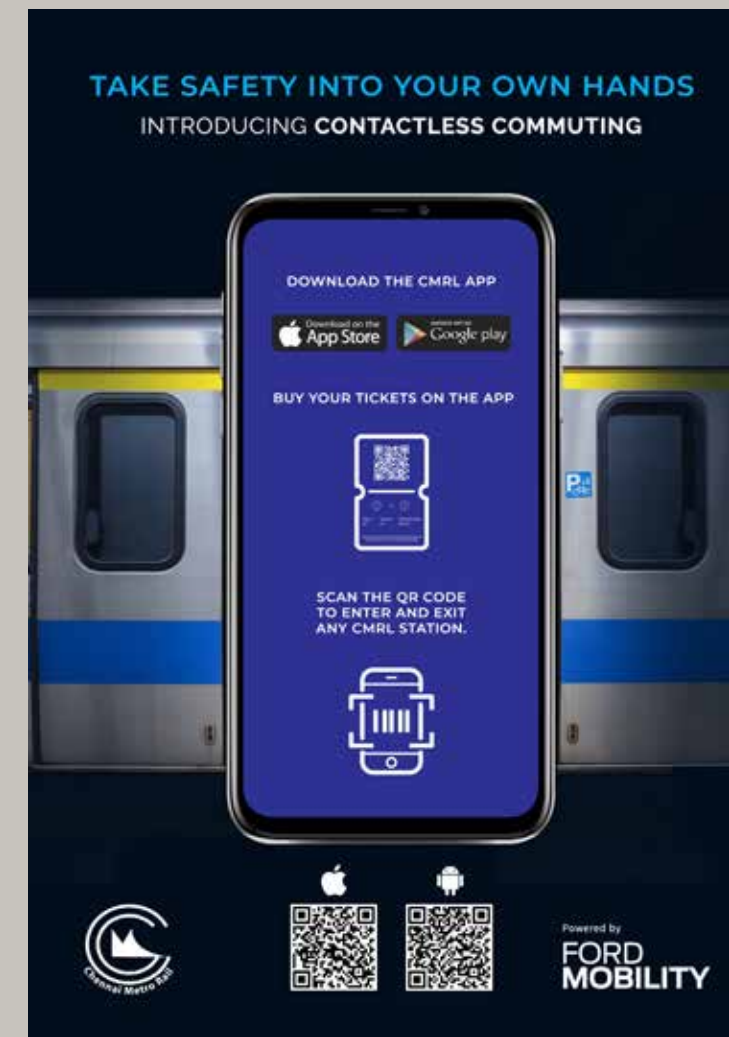 TAKE SAFETY INTO YOUR OWN HANDS
INTRODUCING CONTACTLESS COMMUTING
DOWNLOAD THE CMRL APP
Download on the
App Store
Google play
BUY YOUR TICKETS ON THE APP
SCAN THE QR CODE
TO ENTER AND EXIT
ANY CMRL STATION.
Chennai Metro Rail
Powered by
FORD
MOBILITY